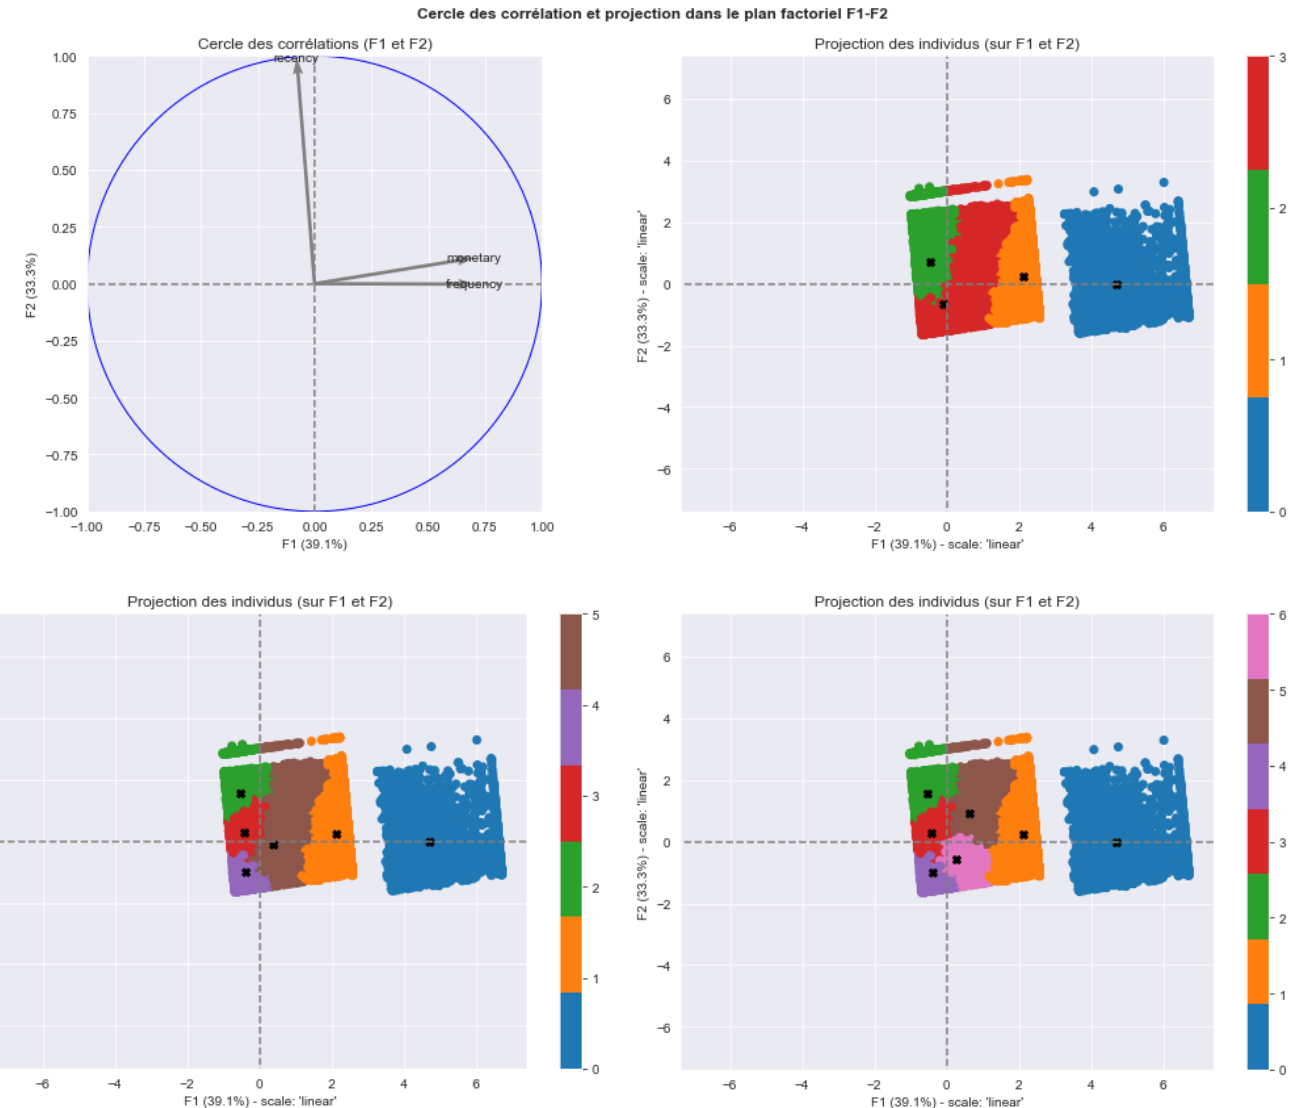 Cercle des corrélation et projection dans le plan factoriel F1-F2
Cercle des corrélations (F1 et F2)
1.00
0.75
0.50
0.25
0.00
−0.25
−0.50
−0.75
−1.00
F2 (33.3%)
recency
monetary
frequency
−1.00 −0.75 −0.50 −0.25 0.00 0.25 0.50 0.75 1.00
F1 (39.1%)
Projection des individus (sur F1 et F2)
6
4
2
0
−2
−4
−6
F2 (33.3%) - scale: 'linear'
−6 −4 −2 0 2 4 6
F1 (39.1%) - scale: 'linear'
3
2
1
0
Projection des individus (sur F1 et F2)
−6 −4 −2 0 2 4 6
F1 (39.1%) - scale: 'linear'
5
4
3
2
1
0
Projection des individus (sur F1 et F2)
6
4
2
0
−2
−4
−6
F2 (33.3%) - scale: 'linear'
−6 −4 −2 0 2 4 6
F1 (39.1%) - scale: 'linear'
6
5
4
3
2
1
0